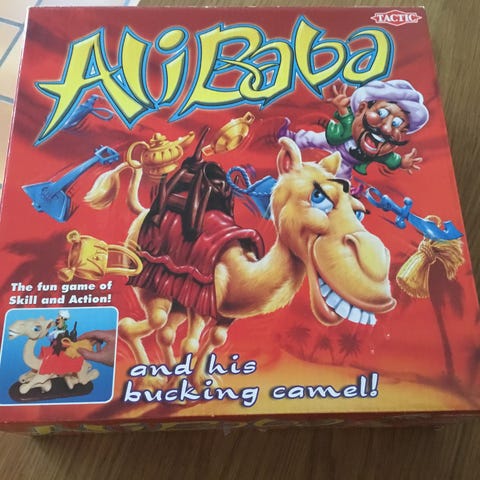 TACTIC
Ali Baba
The fun game of
Skill and Action!
and his
bucking camel!